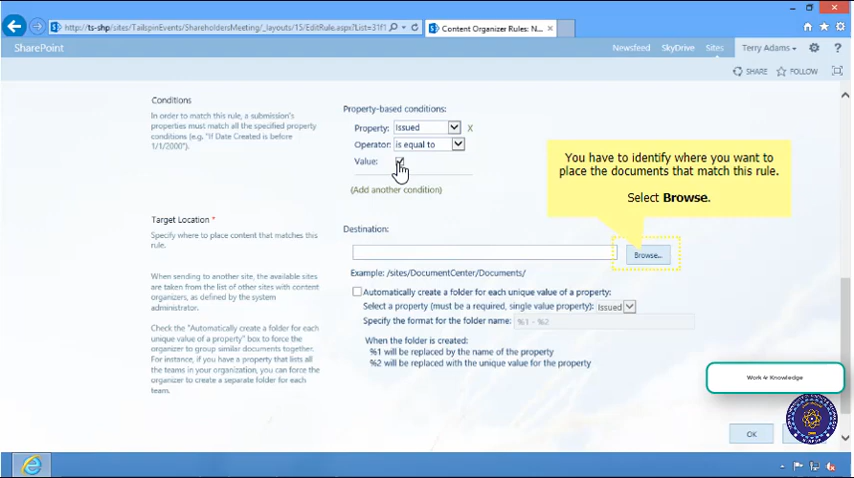 http://ts-shp/sites/TailspinEvents/ShareholdersMeeting/_layouts/15/EditRule.aspx?List=31f1
Content Organizer Rules: N...
SharePoint
Newsfeed SkyDrive Sites Terry Adams
SHARE FOLLOW
Conditions
In order to match this rule, a submission's
properties must match all the specified property
conditions (e.g. "If Date Created is before
1/1/2000").
Property-based conditions:
Property: Issued X
Operator: is equal to
Value:
(Add another condition)
You have to identify where you want to
place the documents that match this rule.
Select Browse.
Target Location *
Specify where to place content that matches this
rule.
When sending to another site, the available sites
are taken from the list of other sites with content
organizers, as defined by the system
administrator.
Check the "Automatically create a folder for each
unique value of a property" box to force the
organizer to group similar documents together.
For instance, if you have a property that lists all
the teams in your organization, you can force the
organizer to create a separate folder for each
team.
Destination:
Browse...
Example: /sites/DocumentCenter/Documents/
Automatically create a folder for each unique value of a property:
Select a property (must be a required, single value property): Issued
Specify the format for the folder name: %1 - %2
When the folder is created:
%1 will be replaced by the name of the property
%2 will be replaced with the unique value for the property
Work 4r Knowledge
OK